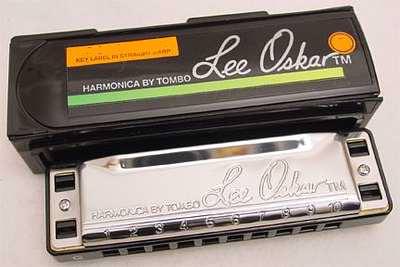 KEY LABEL IN STRAIGHT HARP
HARMONICA BY TOMBO Lee Oskar TM
HARMONICA BY TOMBO Lee Oskar TM
1 2 3 4 5 6 7 8 9 10